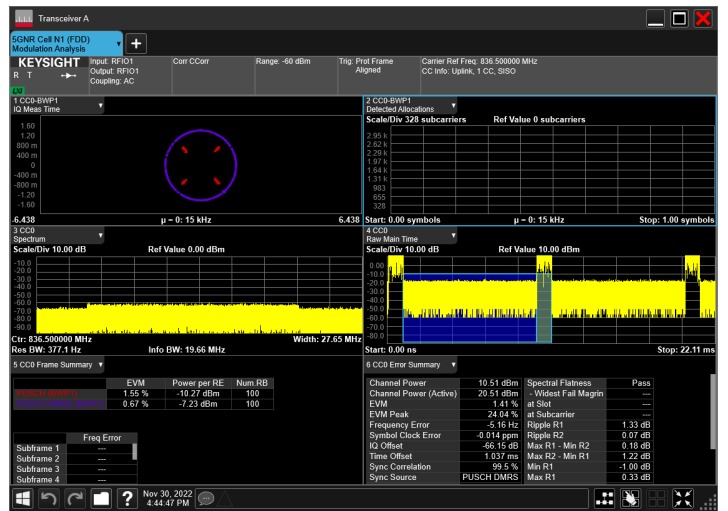 Transceiver A
5GNR Cell N1 (FDD)
Modulation Analysis
KEYSIGHT
R T
LXI
Input: RFIO1
Output: RFIO1
Coupling: AC
Corr CCorr
Range: -60 dBm
Trig: Prot Frame
Aligned
Carrier Ref Freq: 836.500000 MHz
CC Info: Uplink, 1 CC, SISO
1 CC0-BWP1
IQ Meas Time
1.60
1.20
800 m
400 m
0
-400 m
-800 m
-1.20
-1.60
-6.438 μ = 0: 15 kHz 6.438
2 CC0-BWP1
Detected Allocations
Scale/Div 328 subcarriers Ref Value 0 subcarriers
2.95 k
2.62 k
2.29 k
1.97 k
1.64 k
1.31 k
983
655
328
Start: 0.00 symbols μ = 0: 15 kHz Stop: 1.00 symbols
3 CC0
Spectrum
Scale/Div 10.00 dB Ref Value 0.00 dBm
-10.0
-20.0
-30.0
-40.0
-50.0
-60.0
-70.0
-80.0
-90.0
Ctr: 836.500000 MHz Width: 27.65 MHz
Res BW: 377.1 Hz Info BW: 19.66 MHz
4 CC0
Raw Main Time
Scale/Div 10.00 dB Ref Value 10.00 dBm
0.00
-10.0
-20.0
-30.0
-40.0
-50.0
-60.0
-70.0
-80.0
Start: 0.00 ns Stop: 22.11 ms
5 CC0 Frame Summary
EVM Power per RE Num.RB
PUSCH (BWP1) 1.55 % -10.27 dBm 100
0.67 % -7.23 dBm 100
Freq Error
Subframe 1 ---
Subframe 2 ---
Subframe 3 ---
Subframe 4 ---
6 CC0 Error Summary
Channel Power 10.51 dBm Spectral Flatness Pass
Channel Power (Active) 20.51 dBm - Widest Fail Magrin ---
EVM 1.41 % at Slot ---
EVM Peak 24.04 % at Subcarrier ---
Frequency Error -5.16 Hz Ripple R1 1.33 dB
Symbol Clock Error -0.014 ppm Ripple R2 0.07 dB
IQ Offset -66.15 dB Max R1 - Min R2 0.18 dB
Time Offset 1.037 ms Max R2 - Min R1 1.22 dB
Sync Correlation 99.5 % Min R1 -1.00 dB
Sync Source PUSCH DMRS Max R1 0.33 dB
Nov 30, 2022
4:44:47 PM